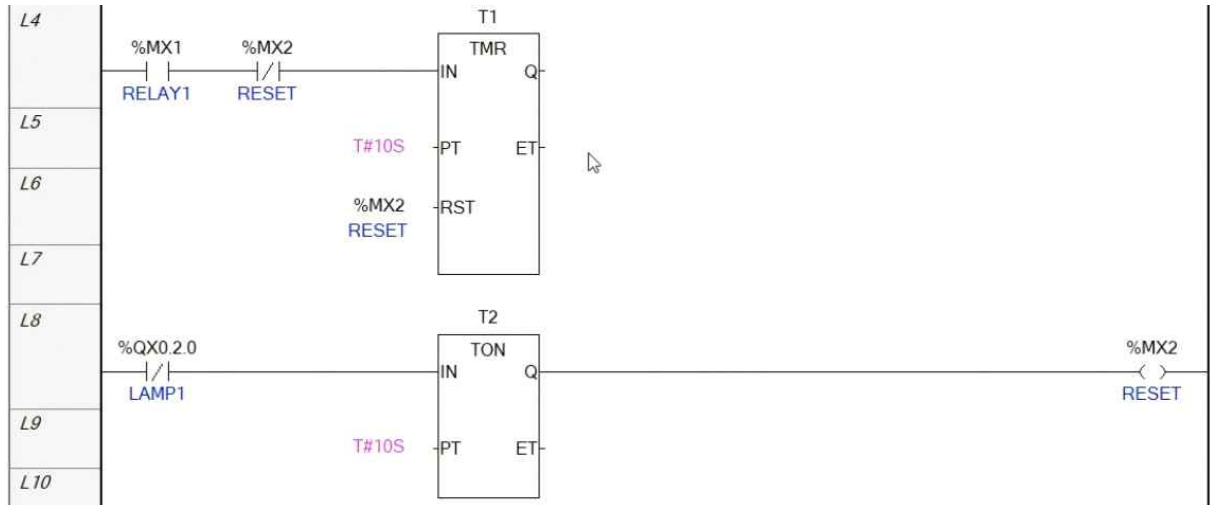 L4
T1
%MX1 %MX2 TMR
IN Q
RELAY1 RESET
L5
T#10S PT ET
L6
%MX2 RST
RESET
L7
L8
T2
%QX0.2.0 TON %MX2
IN Q
LAMP1 RESET
L9
T#10S PT ET
L10